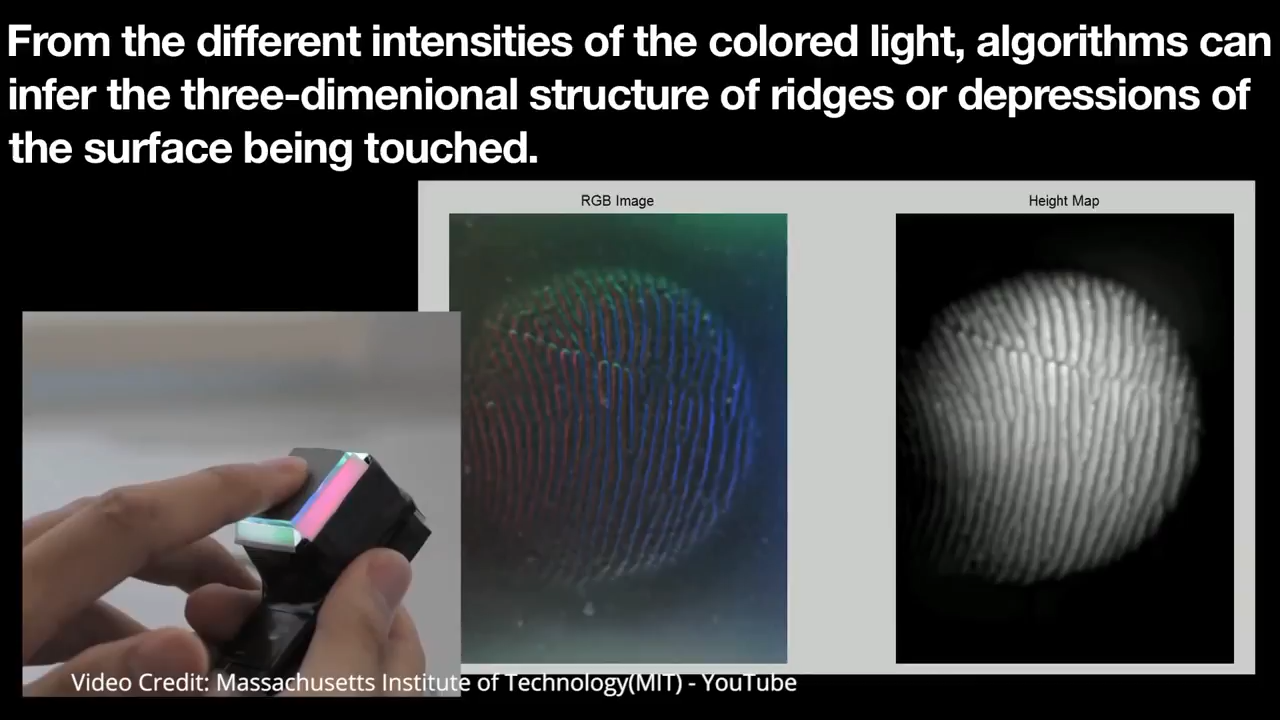 From the different intensities of the colored light, algorithms can
infer the three-dimenional structure of ridges or depressions of
the surface being touched.
RGB Image
Height Map
Video Credit: Massachusetts Institute of Technology(MIT) - YouTube